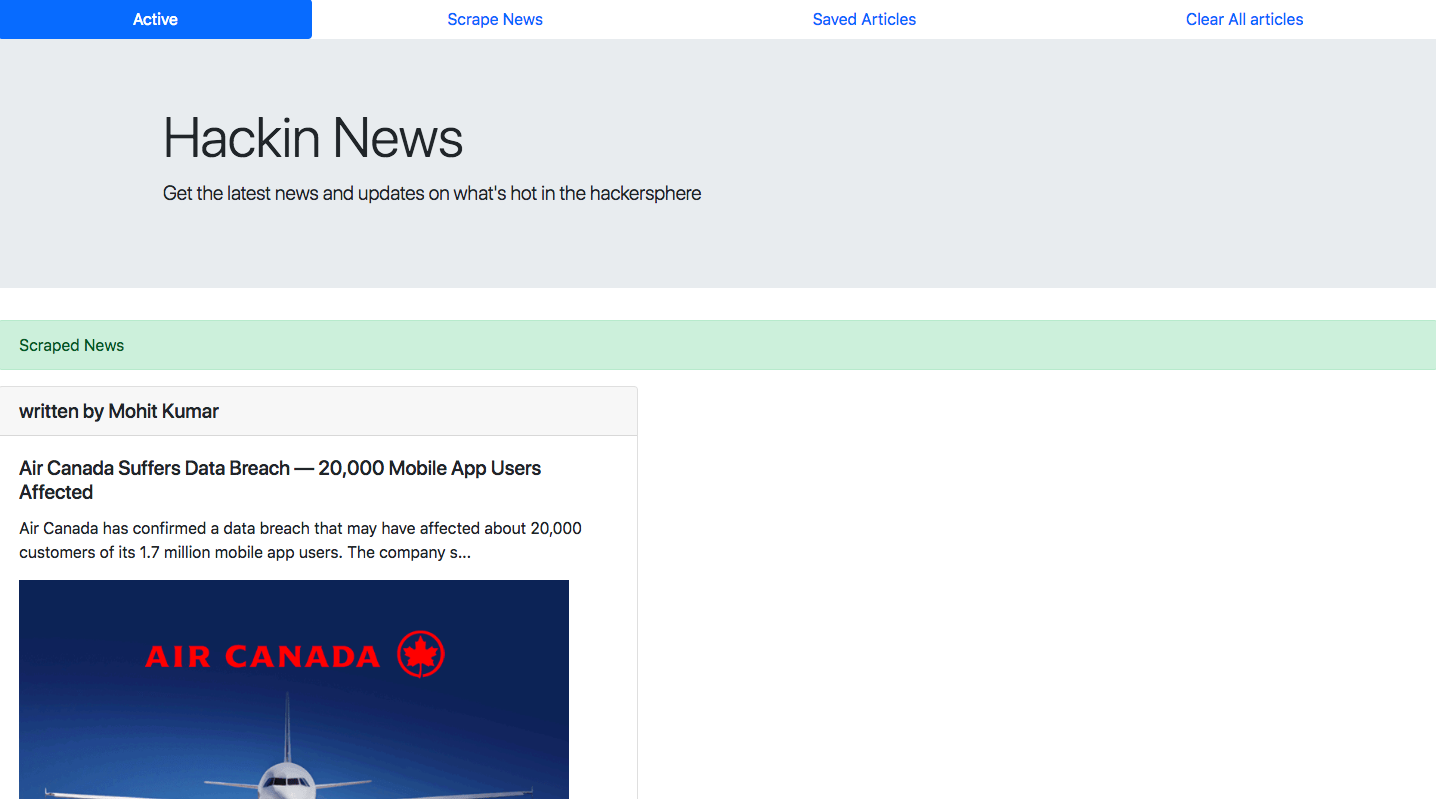 Active
Scrape News
Saved Articles
Clear All articles
Hackin News
Get the latest news and updates on what's hot in the hackersphere
Scraped News
written by Mohit Kumar
Air Canada Suffers Data Breach — 20,000 Mobile App Users
Affected
Air Canada has confirmed a data breach that may have affected about 20,000
customers of its 1.7 million mobile app users. The company s...
AIR CANADA